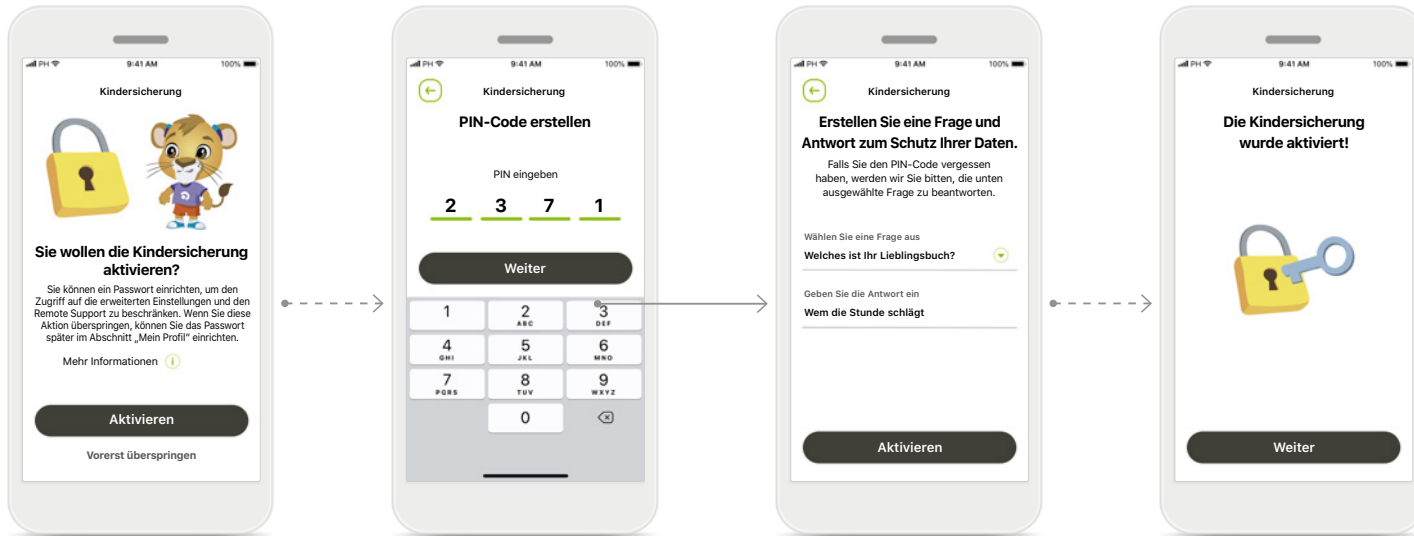 PH 9:41 AM 100%
Kindersicherung
Sie wollen die Kindersicherung
aktivieren?
Sie können ein Passwort einrichten, um den
Zugriff auf die erweiterten Einstellungen und den
Remote Support zu beschränken. Wenn Sie diese
Aktion überspringen, können Sie das Passwort
später im Abschnitt „Mein Profil“ einrichten.
Mehr Informationen i
Aktivieren
Vorerst überspringen
PH 9:41 AM 100%
Kindersicherung
PIN-Code erstellen
PIN eingeben
2 3 7 1
Weiter
1 2 3
ABC DEF
4 5 6
GHI JKL MNO
7 8 9
PQRS TUV WXYZ
0
PH 9:41 AM 100%
Kindersicherung
Erstellen Sie eine Frage und
Antwort zum Schutz Ihrer Daten.
Falls Sie den PIN-Code vergessen
haben, werden wir Sie bitten, die unten
ausgewählte Frage zu beantworten.
Wählen Sie eine Frage aus
Welches ist Ihr Lieblingsbuch?
Geben Sie die Antwort ein
Wem die Stunde schlägt
Aktivieren
PH 9:41 AM 100%
Kindersicherung
Die Kindersicherung
wurde aktiviert!
Weiter